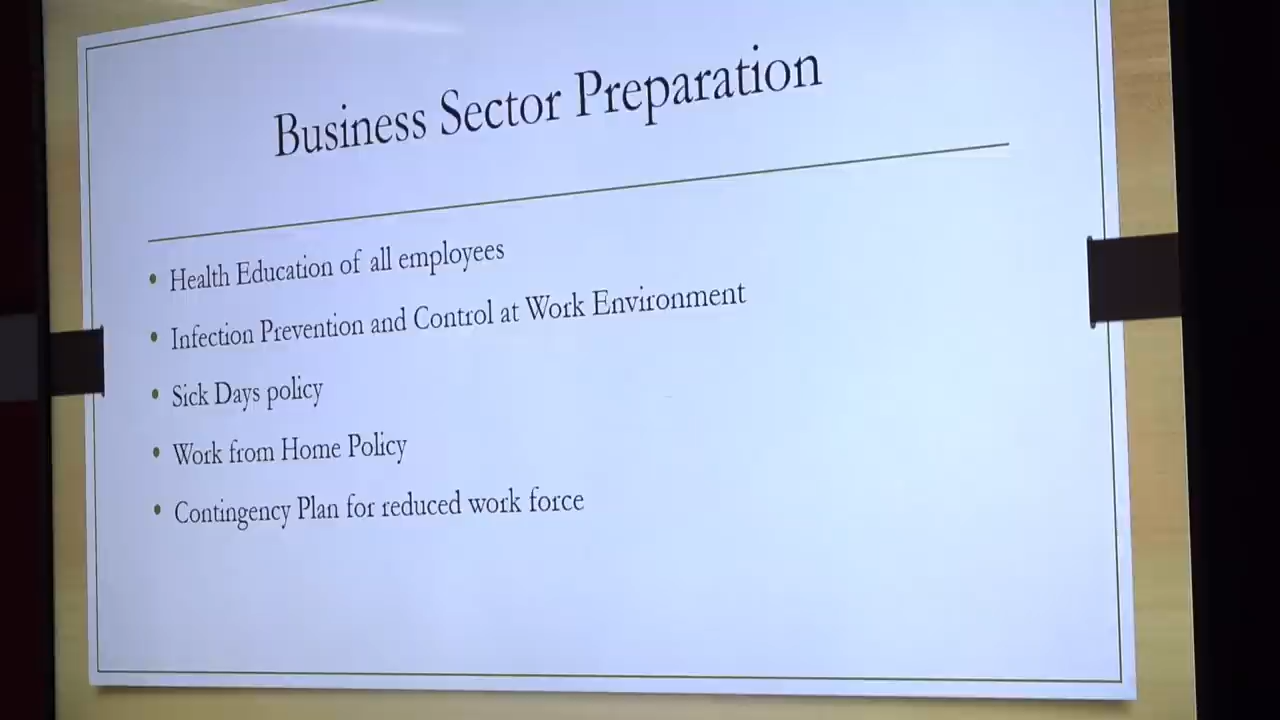 Business Sector Preparation
• Health Education of all employees
• Infection Prevention and Control at Work Environment
• Sick Days policy
• Work from Home Policy
• Contingency Plan for reduced work force